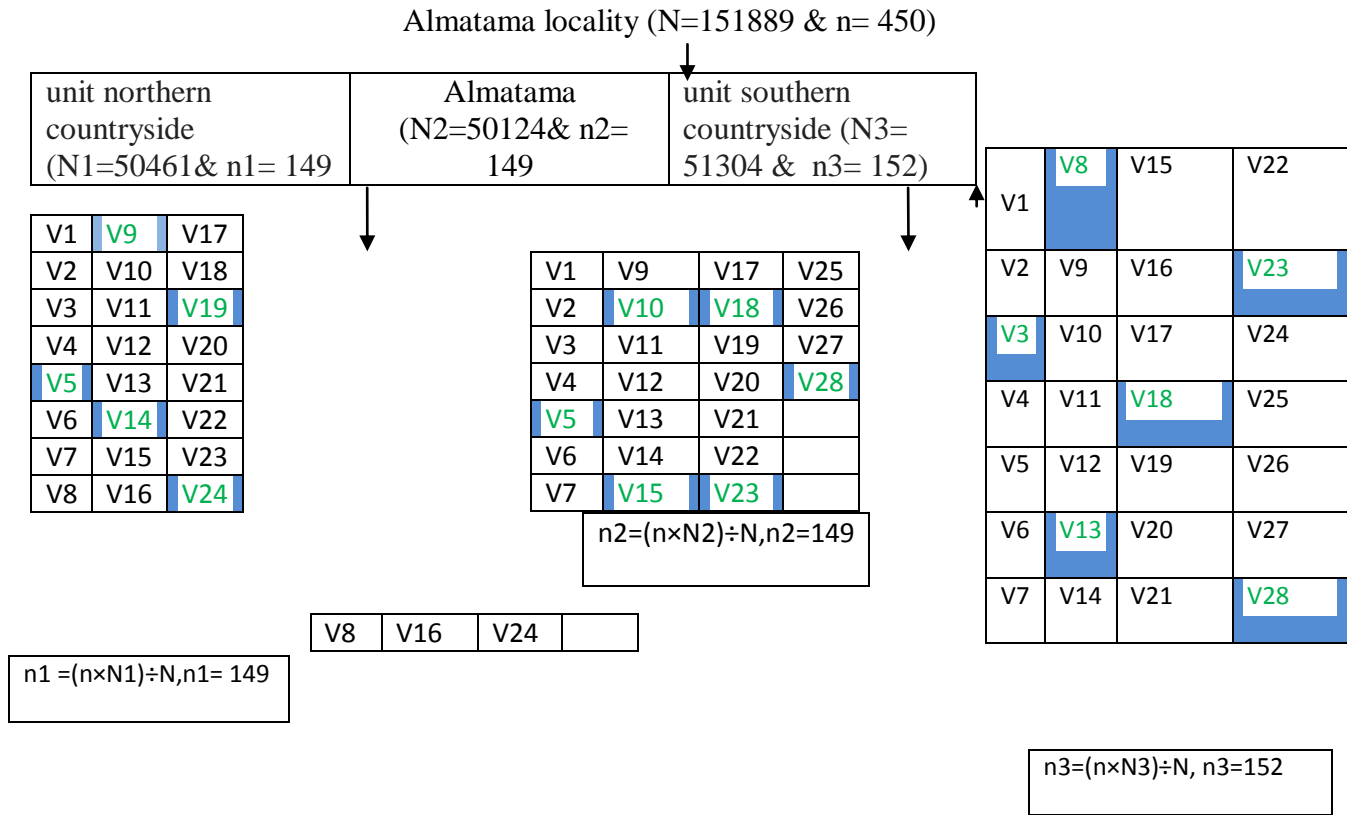 Almatama locality (N=151889 & n= 450)
unit northern
countryside
(N1=50461& n1= 149
Almatama
(N2=50124& n2=
149
unit southern
countryside (N3=
51304 & n3= 152)
V1 V9 V17
V2 V10 V18
V3 V11 V19
V4 V12 V20
V5 V13 V21
V6 V14 V22
V7 V15 V23
V8 V16 V24
n1 =(n×N1)÷N,n1= 149
V1 V9 V17 V25
V2 V10 V18 V26
V3 V11 V19 V27
V4 V12 V20 V28
V5 V13 V21
V6 V14 V22
V7 V15 V23
n2=(n×N2)÷N,n2=149
V8 V16 V24
V1 V8 V15 V22
V2 V9 V16 V23
V3 V10 V17 V24
V4 V11 V18 V25
V5 V12 V19 V26
V6 V13 V20 V27
V7 V14 V21 V28
n3=(n×N3)÷N, n3=152